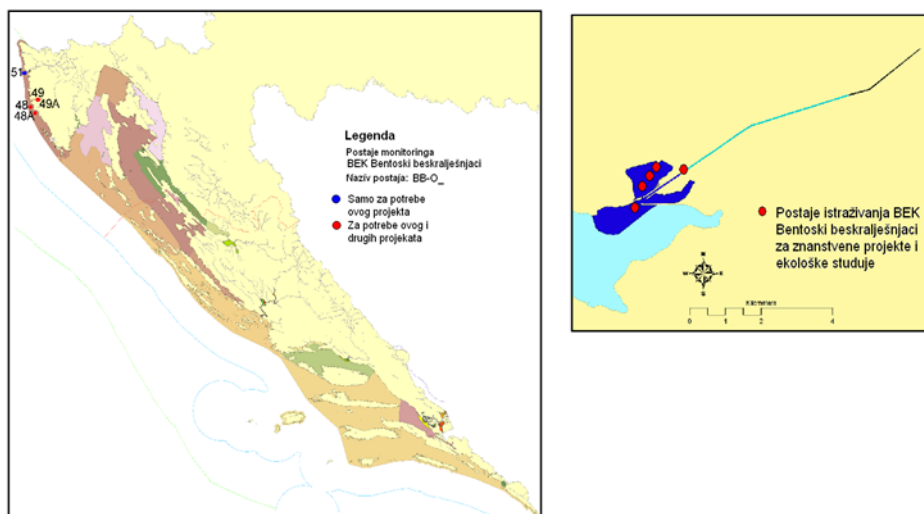 51
49
48
49A
48A
Legenda
Postaje monitoringa
BEK Bentoski beskralješnjaci
Naziv postaja: BB-O_
Samo za potrebe
ovog projekta
Za potrebe ovog i
drugih projekata
Postaje istraživanja BEK
Bentoski beskralješnjaci
za znanstvene projekte i
ekološke studuje
N
W E
S
Kilometers
0 1 2 4